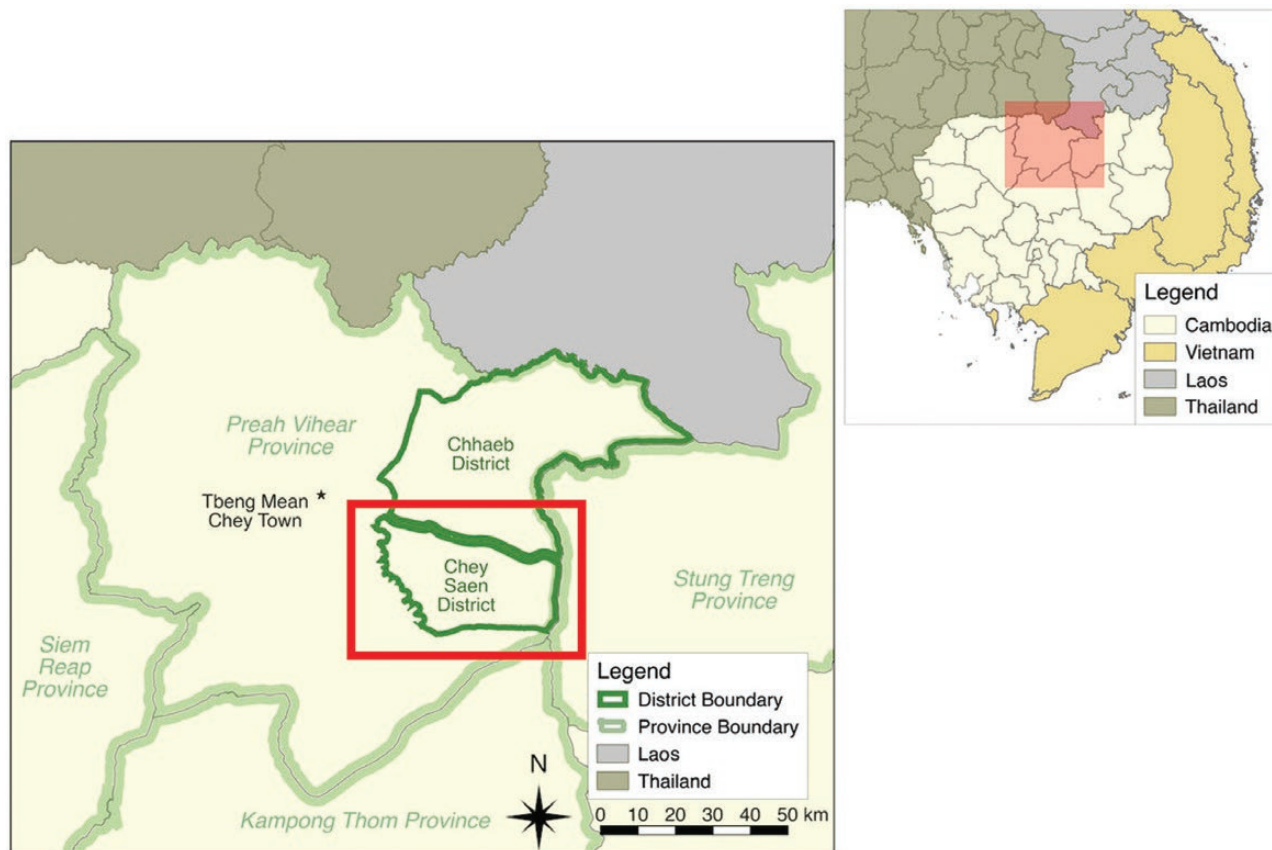 Preah Vihear
Province
Chhaeb
District
Tbeng Mean *
Chey Town
Chey
Saen
District
Stung Treng
Province
Siem
Reap
Province
Kampong Thom Province
N
Legend
District Boundary
Province Boundary
Laos
Thailand
0 10 20 30 40 50 km
Legend
Cambodia
Vietnam
Laos
Thailand